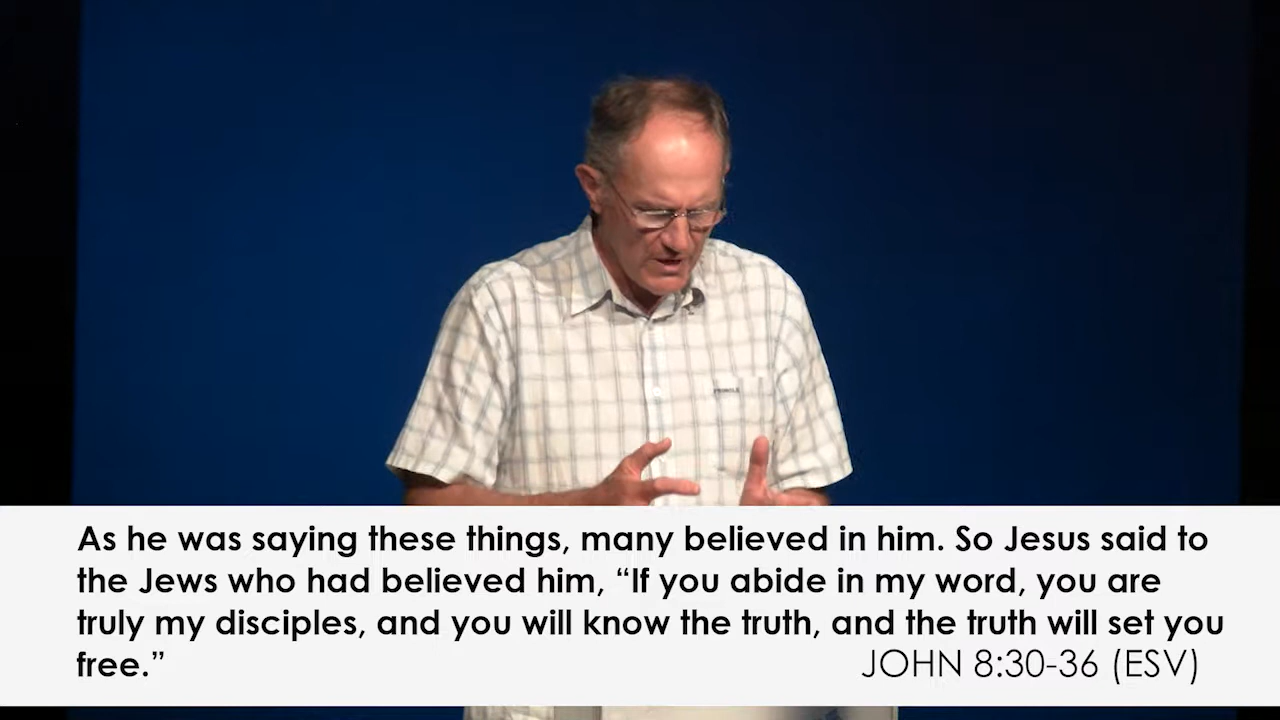 As he was saying these things, many believed in him. So Jesus said to
the Jews who had believed him, “If you abide in my word, you are
truly my disciples, and you will know the truth, and the truth will set you
free.”
JOHN 8:30-36 (ESV)